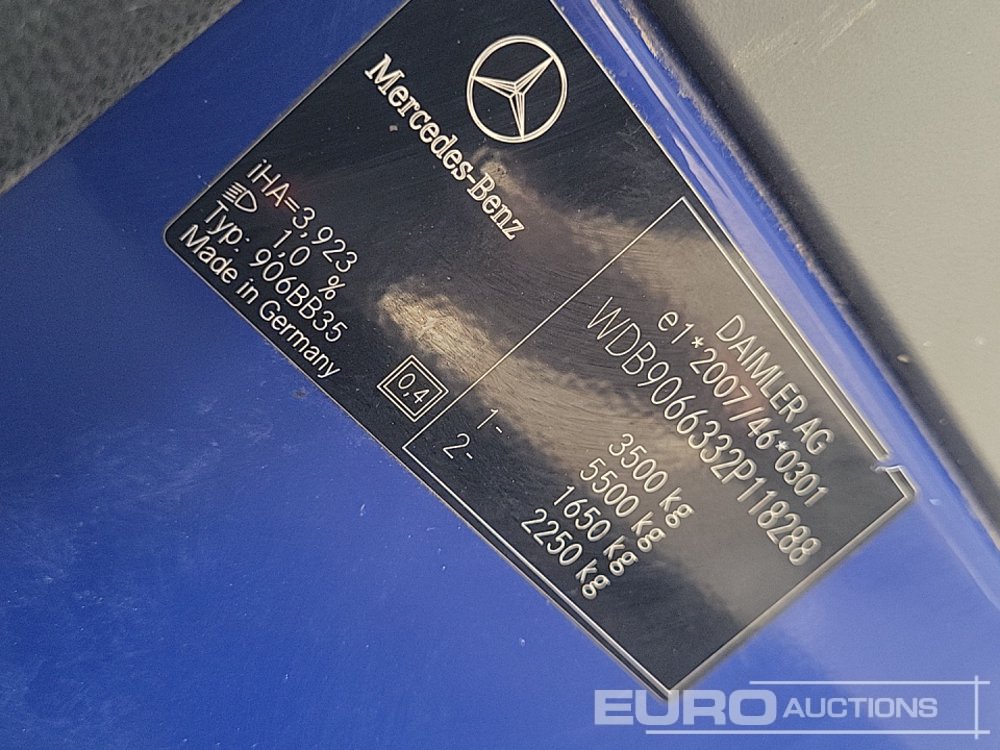 Mercedes-Benz
DAIMLER AG
e1*2007/46*0301
WDB9066332P118288
3500 kg
5500 kg
1- 1650 kg
2- 2250 kg
0,4
iHA=3,923
1,0 %
Typ: 906BB35
Made in Germany
EURO AUCTIONS